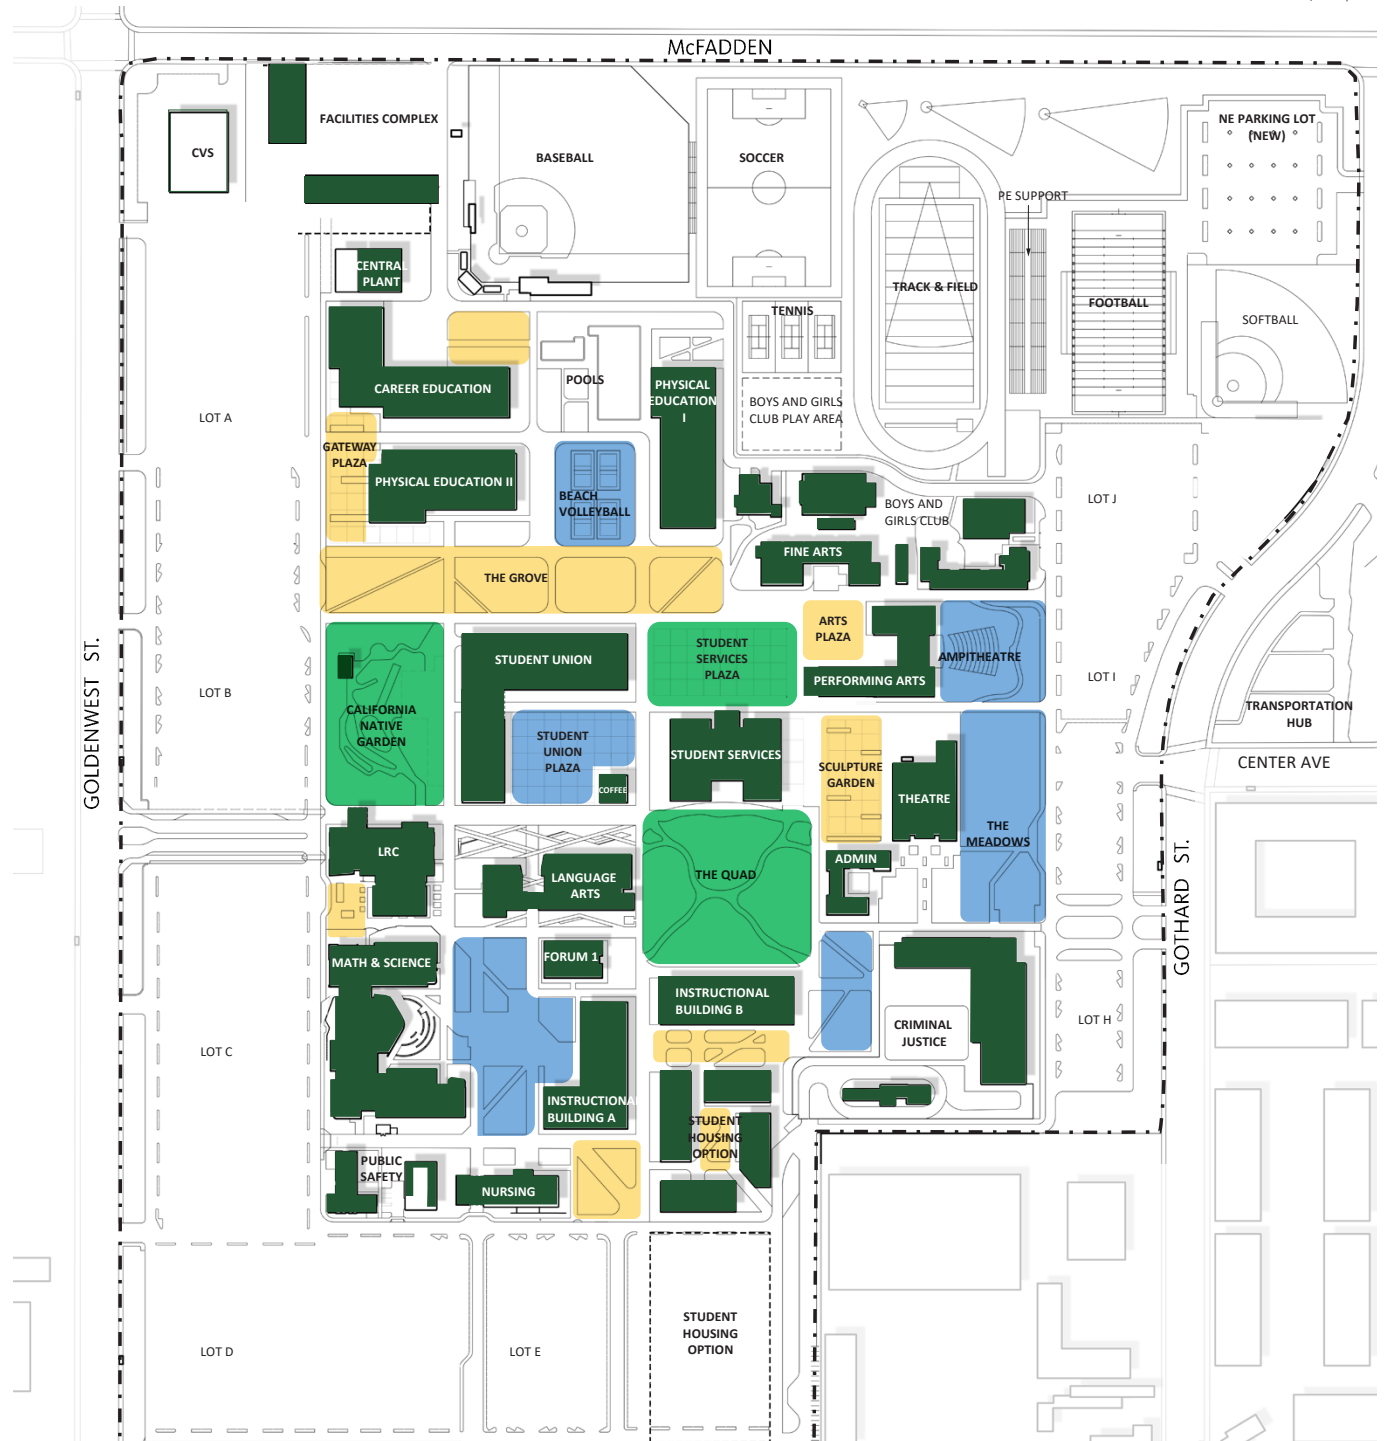 McFADDEN
FACILITIES COMPLEX
NE PARKING LOT
(NEW)
CVS
BASEBALL
SOCCER
PE SUPPORT
CENTRAL
PLANT
TRACK & FIELD
FOOTBALL
TENNIS
SOFTBALL
CAREER EDUCATION
POOLS
PHYSICAL
EDUCATION
I
BOYS AND GIRLS
CLUB PLAY AREA
LOT A
GATEWAY
PLAZA
PHYSICAL EDUCATION II
BEACH
VOLLEYBALL
BOYS AND
GIRLS CLUB
LOT J
FINE ARTS
THE GROVE
ARTS
PLAZA
STUDENT UNION
STUDENT
SERVICES
PLAZA
AMPITHEATRE
PERFORMING ARTS
LOT B
LOT I
CALIFORNIA
NATIVE
GARDEN
TRANSPORTATION
HUB
STUDENT
UNION
PLAZA
STUDENT SERVICES
SCULPTURE
GARDEN
CENTER AVE
GOLDENWEST ST.
COFFEE
THEATRE
THE
MEADOWS
LRC
ADMIN
LANGUAGE
ARTS
THE QUAD
GOTHARD ST.
MATH & SCIENCE
FORUM 1
INSTRUCTIONAL
BUILDING B
CRIMINAL
JUSTICE
LOT H
LOT C
INSTRUCTIONAL
BUILDING A
STUDENT
HOUSING
OPTION
PUBLIC
SAFETY
NURSING
STUDENT
HOUSING
OPTION
LOT D
LOT E